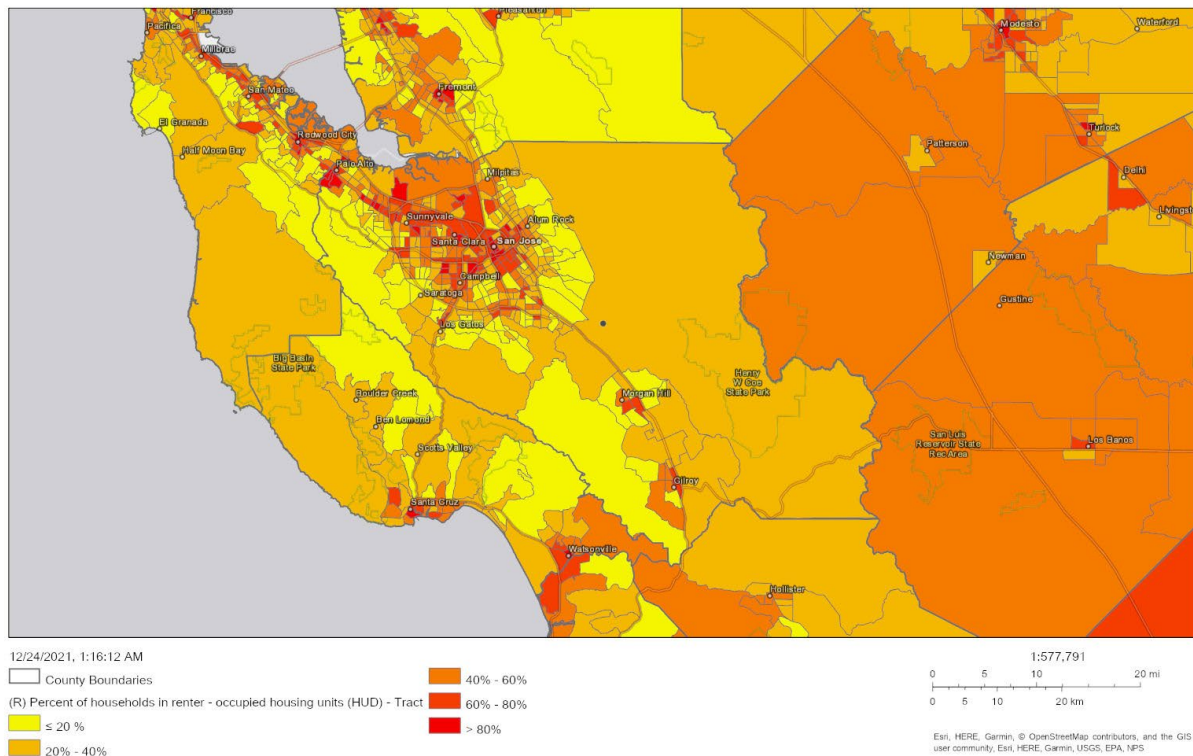 Francisco
Pacifica
Millbrae
San Mateo
El Granada
Half Moon Bay
Redwood City
Palo Alto
Fremont
Milpitas
Sunnyvale
Santa Clara
San Jose
Alum Rock
Campbell
Saratoga
Los Gatos
Big Basin
State Park
Boulder Creek
Ben Lomond
Scotts Valley
Santa Cruz
Watsonville
Morgan Hill
Gilroy
Hollister
Henry
W Coe
State Park
Modesto
Waterford
Turlock
Patterson
Delhi
Livingst
Newman
Gustine
San Luis
Reservoir State
Rec Area
Los Banos
12/24/2021, 1:16:12 AM
County Boundaries
(R) Percent of households in renter - occupied housing units (HUD) - Tract
≤ 20 %
20% - 40%
40% - 60%
60% - 80%
> 80%
1:577,791
0 5 10 20 mi
0 5 10 20 km
Esri, HERE, Garmin, © OpenStreetMap contributors, and the GIS
user community, Esri, HERE, Garmin, USGS, EPA, NPS